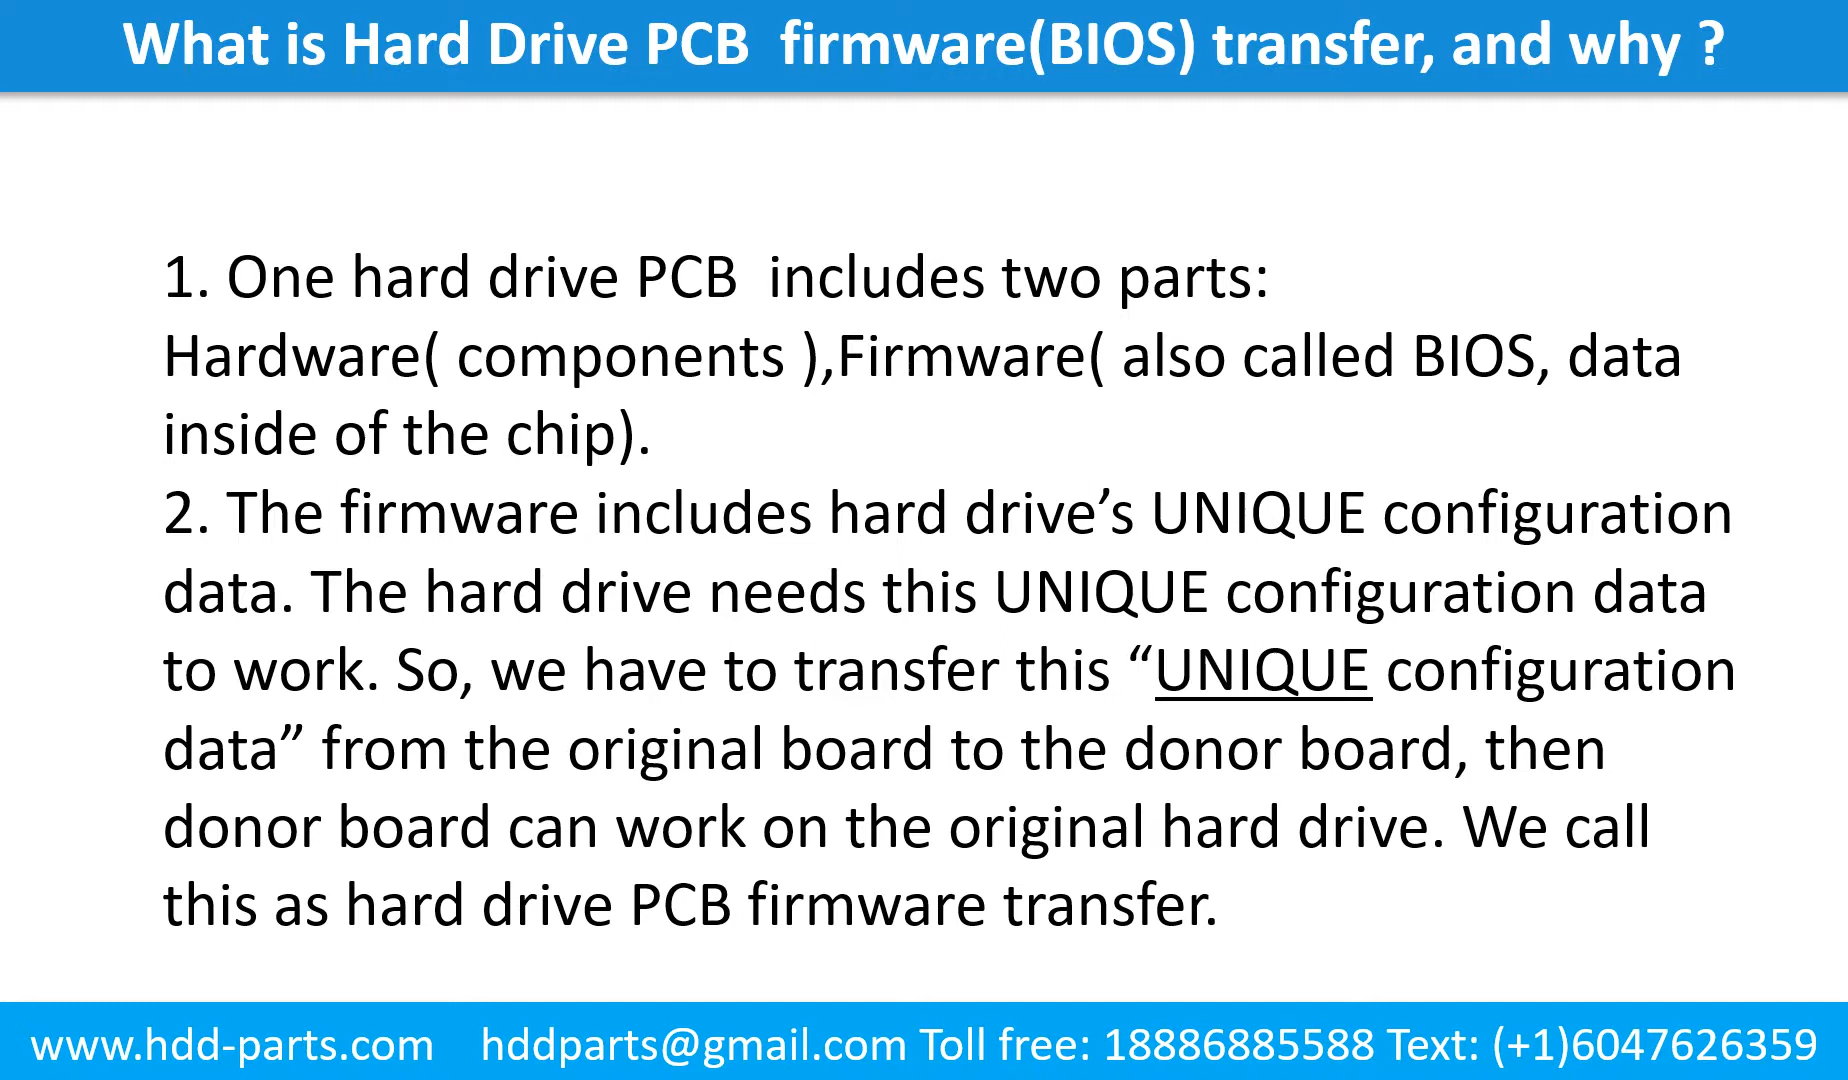 What is Hard Drive PCB  firmware(BIOS) transfer, and why ?
1. One hard drive PCB  includes two parts:
Hardware( components ),Firmware( also called BIOS, data
inside of the chip).
2. The firmware includes hard drive’s UNIQUE configuration
data. The hard drive needs this UNIQUE configuration data
to work. So, we have to transfer this “UNIQUE configuration
data” from the original board to the donor board, then
donor board can work on the original hard drive. We call
this as hard drive PCB firmware transfer.
www.hdd-parts.com    hddparts@gmail.com Toll free: 18886885588 Text: (+1)6047626359